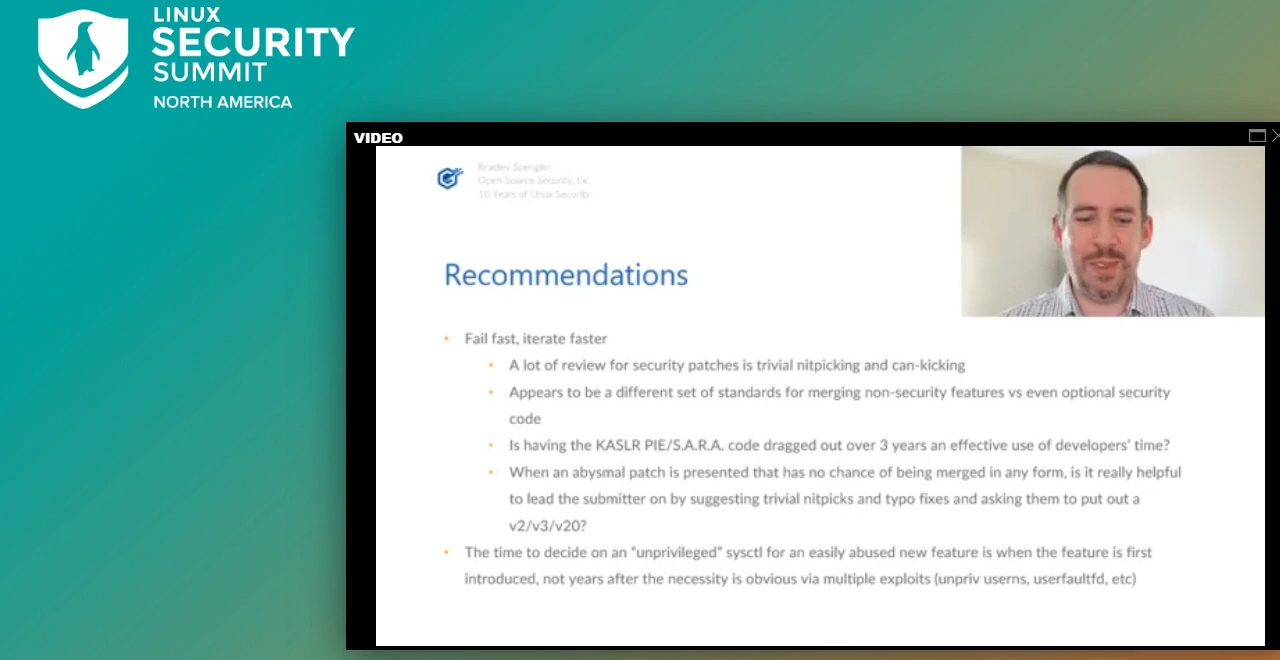 LINUX
SECURITY
SUMMIT
NORTH AMERICA
VIDEO
Bradley Spengler
Open Source Security, Inc.
10 Years of Linux Security
Recommendations
• Fail fast, iterate faster
• A lot of review for security patches is trivial nitpicking and can-kicking
• Appears to be a different set of standards for merging non-security features vs even optional security
code
• Is having the KASLR PIE/S.A.R.A. code dragged out over 3 years an effective use of developers' time?
• When an abysmal patch is presented that has no chance of being merged in any form, is it really helpful
to lead the submitter on by suggesting trivial nitpicks and typo fixes and asking them to put out a
v2/v3/v20?
• The time to decide on an "unprivileged" sysctl for an easily abused new feature is when the feature is first
introduced, not years after the necessity is obvious via multiple exploits (unpriv userns, userfaultfd, etc)